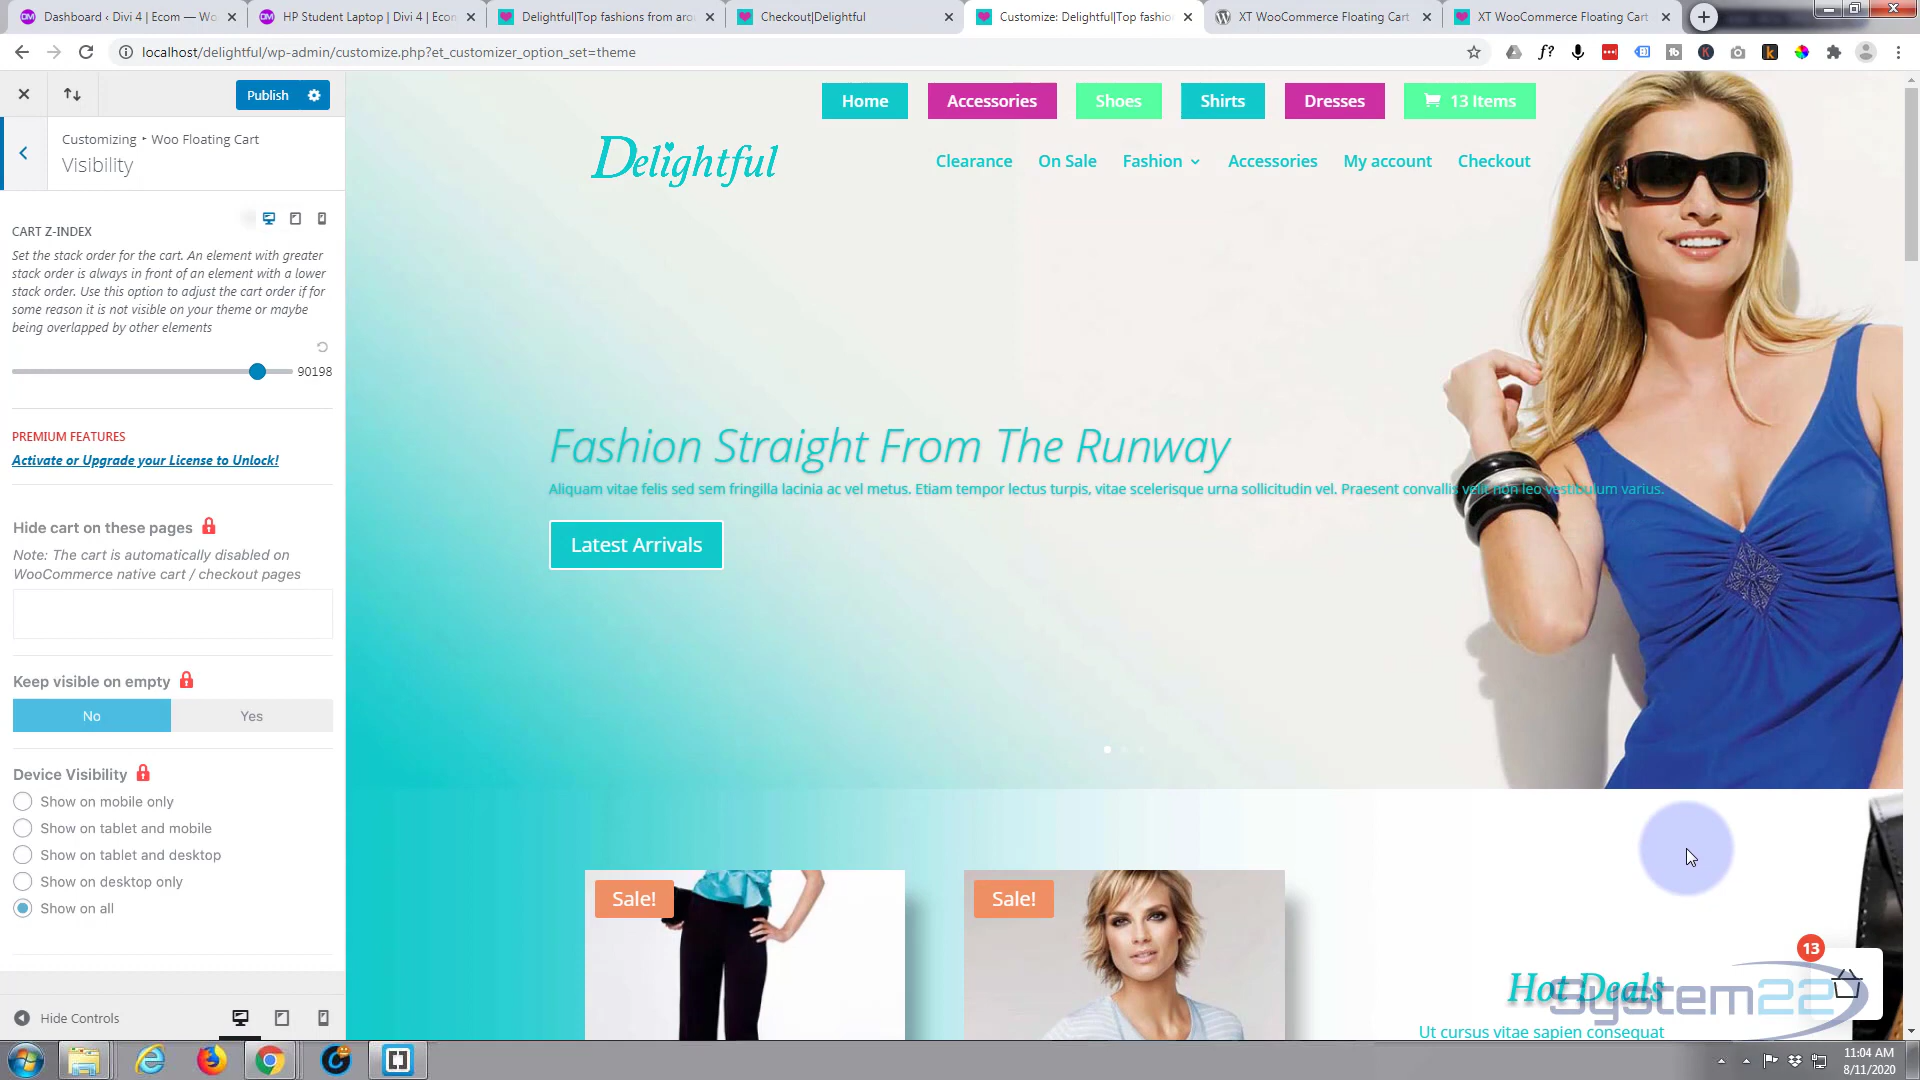 Dashboard ‹ Divi 4 | Ecom — Wo
HP Student Laptop | Divi 4 | Ecom
Delightful|Top fashions from arou
Checkout|Delightful
Customize: Delightful|Top fashio
XT WooCommerce Floating Cart
XT WooCommerce Floating Cart
localhost/delightful/wp-admin/customize.php?et_customizer_option_set=theme
Publish
Customizing ‣ Woo Floating Cart
Visibility
CART Z-INDEX
Set the stack order for the cart. An element with greater
stack order is always in front of an element with a lower
stack order. Use this option to adjust the cart order if for
some reason it is not visible on your theme or maybe
being overlapped by other elements
90198
PREMIUM FEATURES
Activate or Upgrade your License to Unlock!
Hide cart on these pages
Note: The cart is automatically disabled on
WooCommerce native cart / checkout pages
Keep visible on empty
No
Yes
Device Visibility
Show on mobile only
Show on tablet and mobile
Show on tablet and desktop
Show on desktop only
Show on all
Hide Controls
Home
Accessories
Shoes
Shirts
Dresses
13 Items
Delightful
Clearance
On Sale
Fashion
Accessories
My account
Checkout
Fashion Straight From The Runway
Aliquam vitae felis sed sem fringilla lacinia ac vel metus. Etiam tempor lectus turpis, vitae scelerisque urna sollicitudin vel. Praesent convallis velit non leo vestibulum varius.
Latest Arrivals
Sale!
Sale!
13
Hot Deals
System22
Ut cursus vitae sapien consequat
11:04 AM
8/11/2020